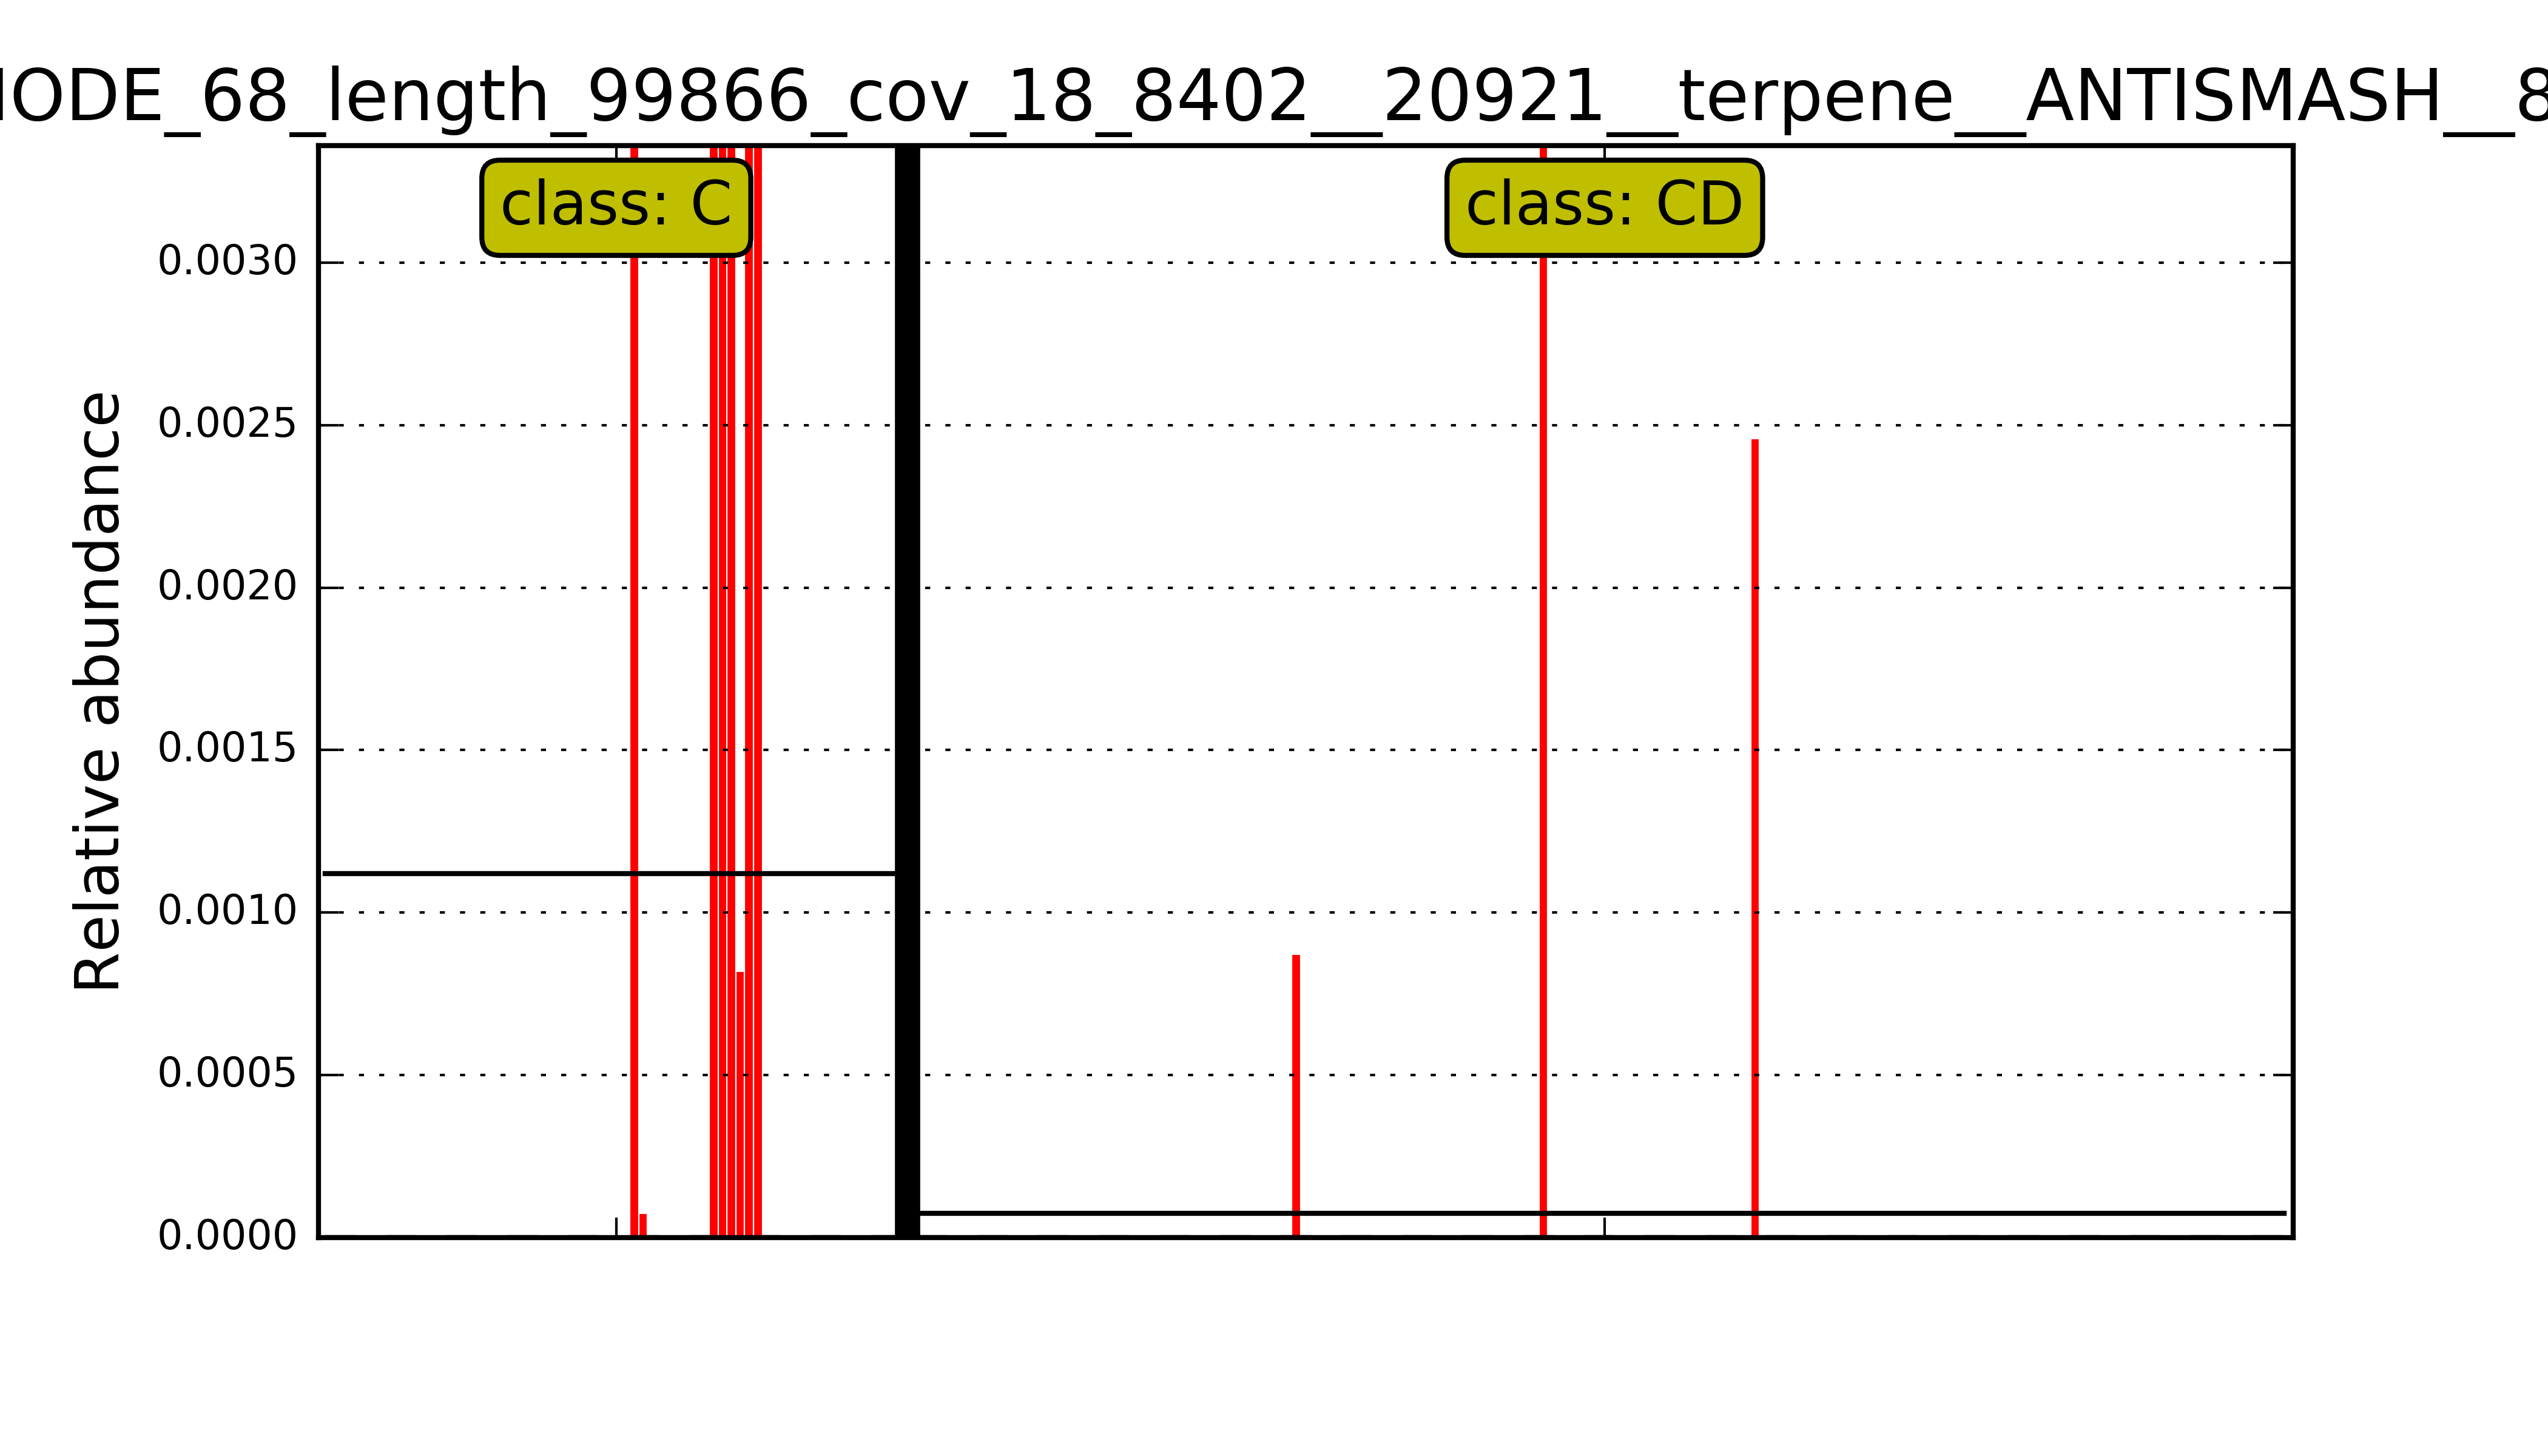 NODE_68_length_99866_cov_18_8402__20921__terpene__ANTISMASH__8
class: C
class: CD
Relative abundance
0.0030
0.0025
0.0020
0.0015
0.0010
0.0005
0.0000